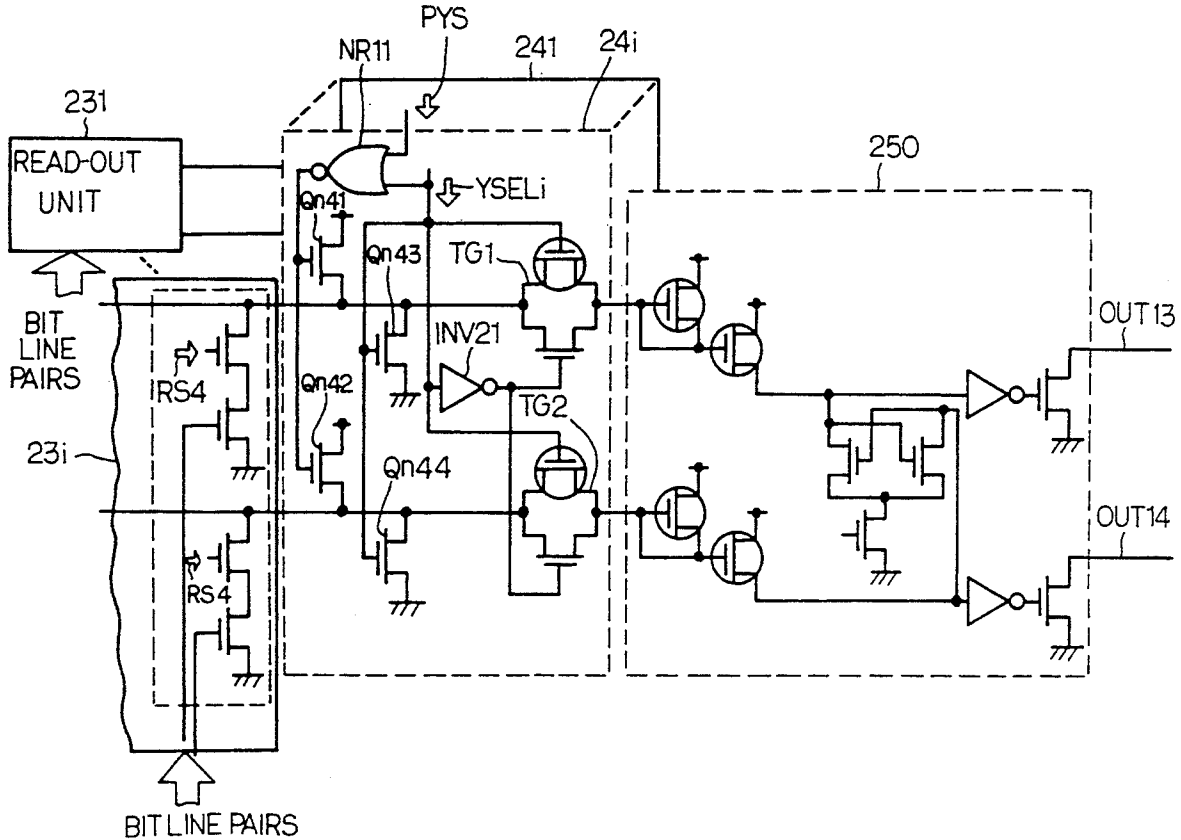 PYS
NR11
241
24i
231
READ-OUT
UNIT
250
YSELi
Qn41
Qn43
TG1
BIT
LINE
PAIRS
OUT13
INV21
RS4
Qn42
TG2
23i
Qn44
OUT14
RS4
BIT LINE PAIRS